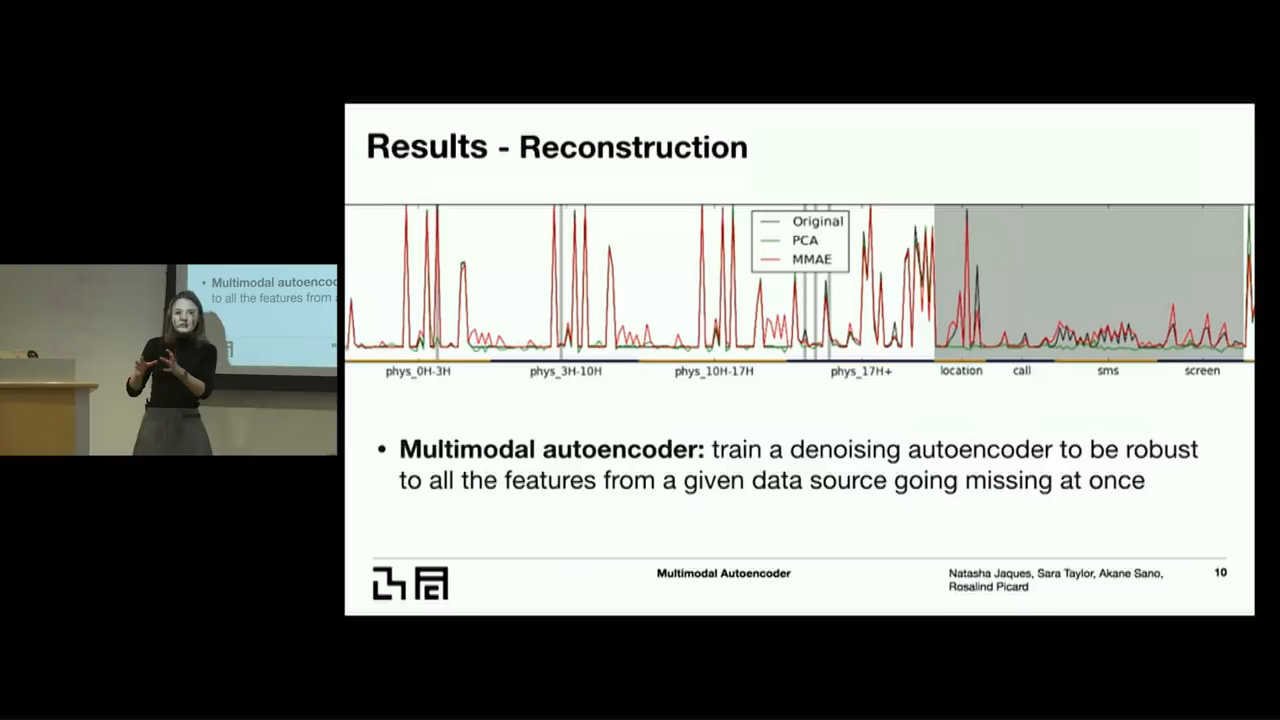 Results - Reconstruction
Original
PCA
MMAE
phys_0H-3H phys_3H-10H phys_10H-17H phys_17H+ location call sms screen
• Multimodal autoencoder: train a denoising autoencoder to be robust
to all the features from a given data source going missing at once
Multimodal Autoencoder
Natasha Jaques, Sara Taylor, Akane Sano,
Rosalind Picard
10
• Multimodal autoenco
to all the features from